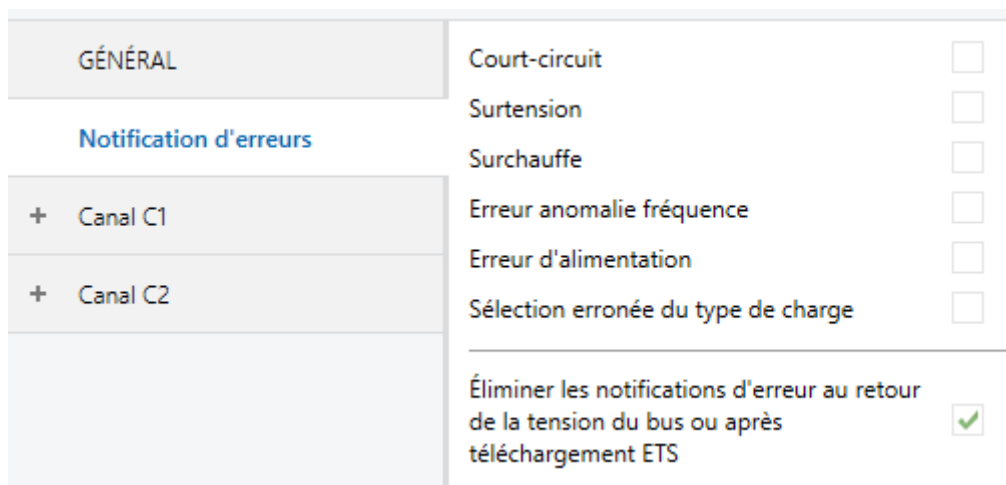 GÉNÉRAL
Notification d'erreurs
+ Canal C1
+ Canal C2
Court-circuit
Surtension
Surchauffe
Erreur anomalie fréquence
Erreur d'alimentation
Sélection erronée du type de charge
Éliminer les notifications d'erreur au retour
de la tension du bus ou après
téléchargement ETS